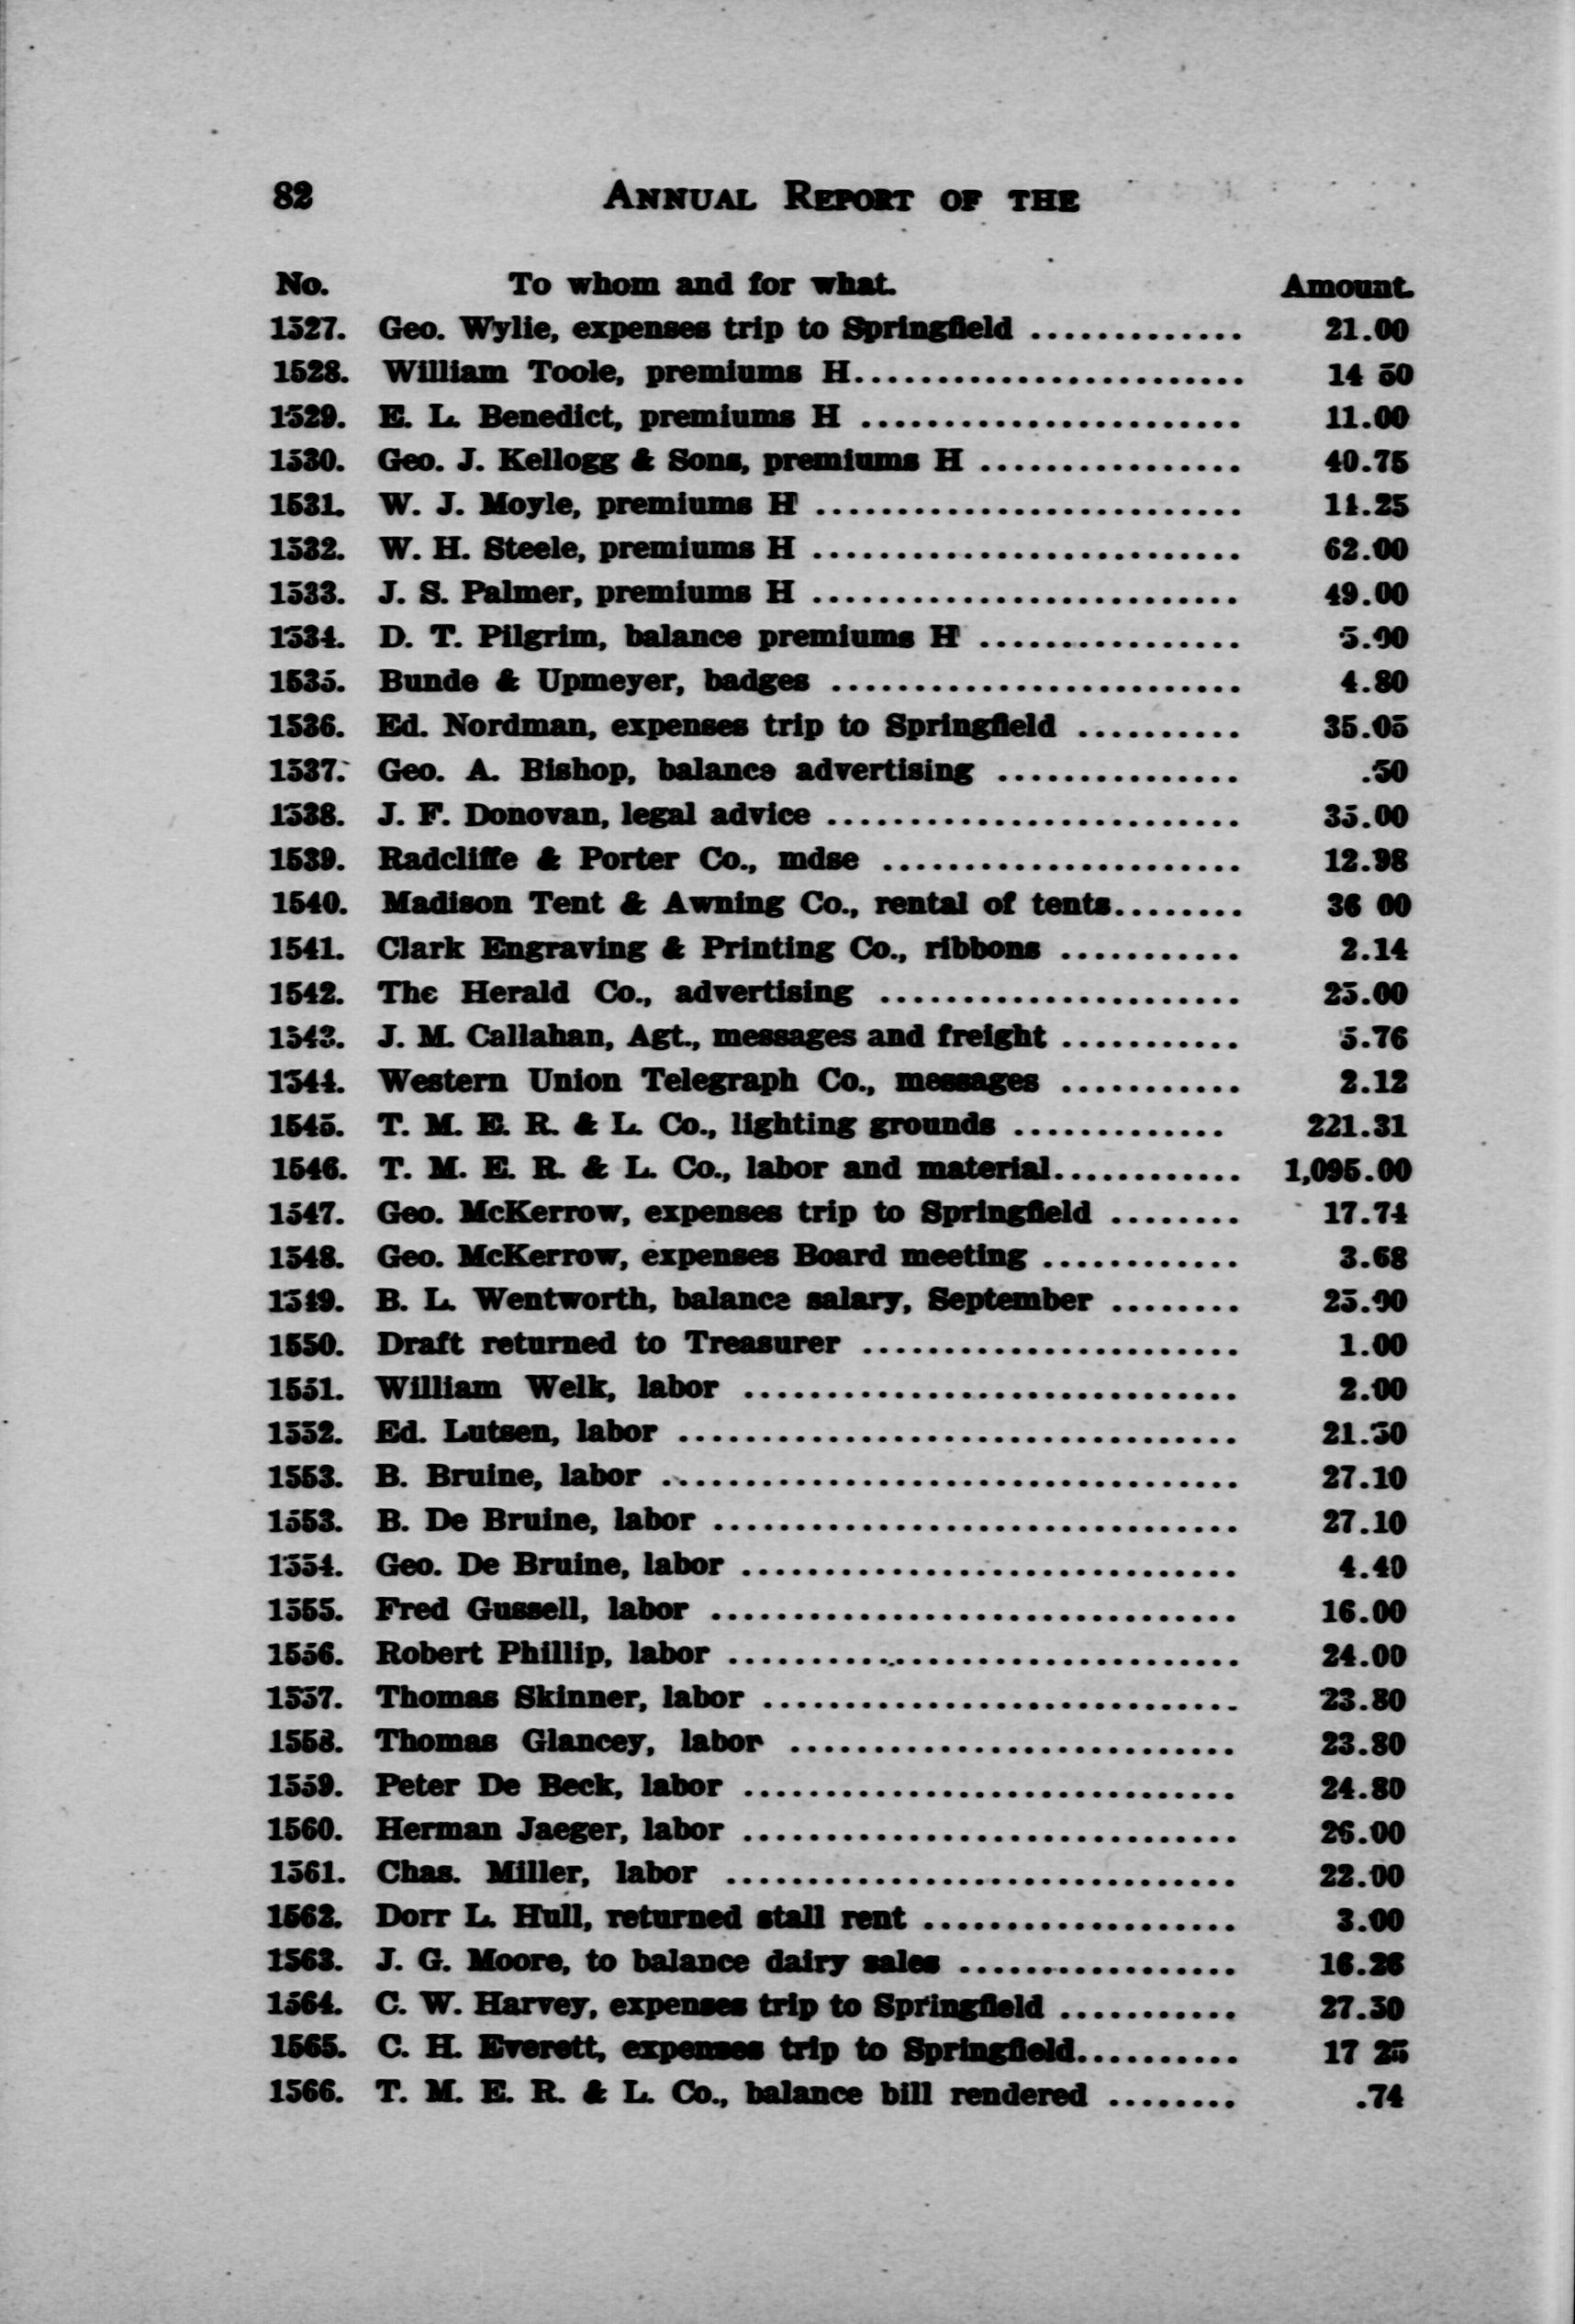 82 ANNUAL REPORT OF THE
No. To whom and for what. Amount.
1527. Geo. Wylie, expenses trip to Springfield ............. 21.00
1528. William Toole, premiums H........................ 14 50
1529. E. L. Benedict, premiums H ....................... 11.00
1530. Geo. J. Kellogg & Sons, premiums H ................ 40.75
1531. W. J. Moyle, premiums H .......................... 11.25
1532. W. H. Steele, premiums H .......................... 62.00
1533. J. S. Palmer, premiums H .......................... 49.00
1534. D. T. Pilgrim, balance premiums H ................ 5.00
1535. Bunde & Upmeyer, badges ......................... 4.80
1536. Ed. Nordman, expenses trip to Springfield .......... 35.05
1537. Geo. A. Bishop, balance advertising ............... .50
1538. J. F. Donovan, legal advice ......................... 35.00
1539. Radcliffe & Porter Co., mdse ...................... 12.98
1540. Madison Tent & Awning Co., rental of tents........ 36 00
1541. Clark Engraving & Printing Co., ribbons ........... 2.14
1542. The Herald Co., advertising ...................... 25.00
1543. J. M. Callahan, Agt., messages and freight ........... 5.76
1544. Western Union Telegraph Co., messages ........... 2.12
1545. T. M. E. R. & L. Co., lighting grounds ............. 221.31
1546. T. M. E. R. & L. Co., labor and material............ 1,095.00
1547. Geo. McKerrow, expenses trip to Springfield ........ 17.74
1548. Geo. McKerrow, expenses Board meeting ............ 3.68
1549. B. L. Wentworth, balance salary, September ........ 25.00
1550. Draft returned to Treasurer ....................... 1.00
1551. William Welk, labor .............................. 2.00
1552. Ed. Lutsen, labor .................................. 21.50
1553. B. Bruine, labor ................................... 27.10
1553. B. De Bruine, labor ................................ 27.10
1554. Geo. De Bruine, labor .............................. 4.40
1555. Fred Gussell, labor ................................ 16.00
1556. Robert Phillip, labor ............................... 24.00
1557. Thomas Skinner, labor ............................. 23.80
1558. Thomas Glancey, labor ........................... 23.80
1559. Peter De Beck, labor .............................. 24.80
1560. Herman Jaeger, labor .............................. 26.00
1561. Chas. Miller, labor ............................... 22.00
1562. Dorr L. Hull, returned stall rent ................... 3.00
1563. J. G. Moore, to balance dairy sales ................. 16.26
1564. C. W. Harvey, expenses trip to Springfield ........... 27.50
1565. C. H. Everett, expenses trip to Springfield.......... 17 25
1566. T. M. E. R. & L. Co., balance bill rendered ........ .74